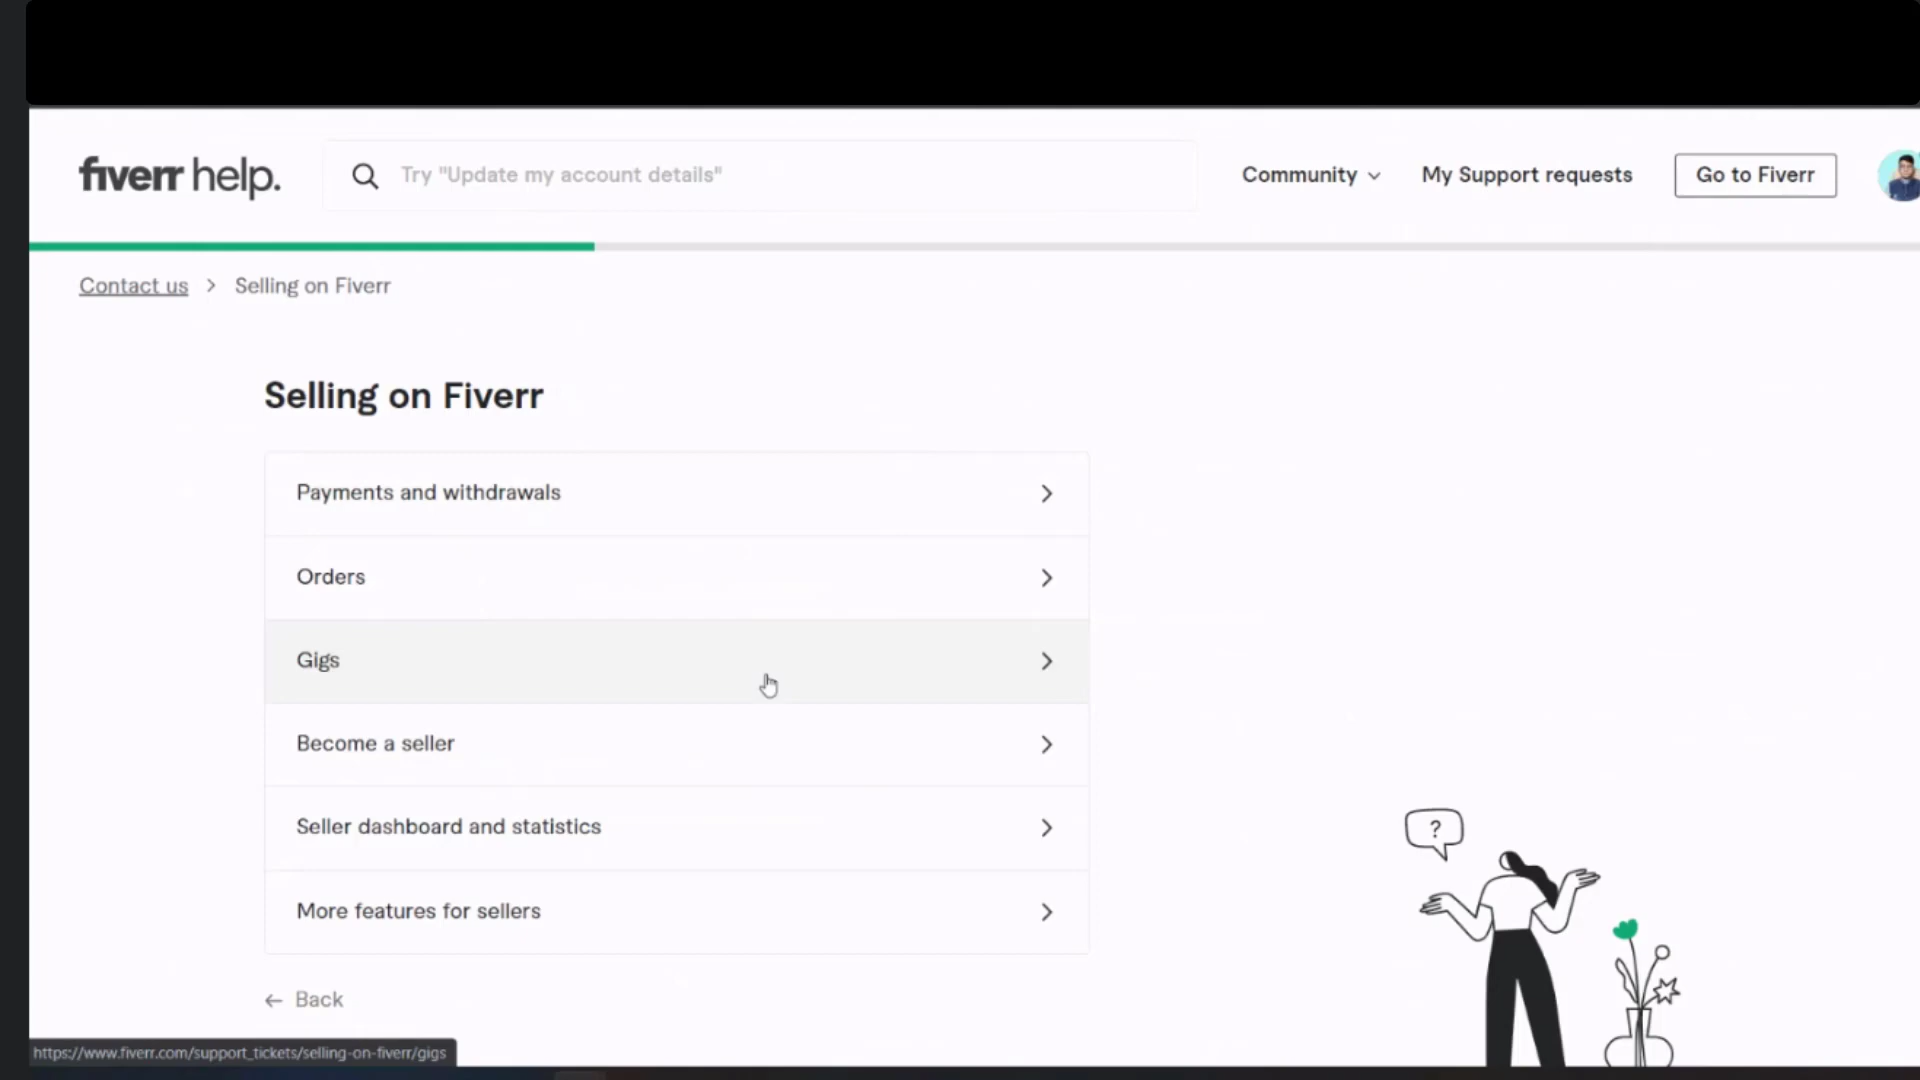 fiverr help.
Try "Update my account details"
Community
My Support requests
Go to Fiverr
Contact us > Selling on Fiverr
Selling on Fiverr
Payments and withdrawals
Orders
Gigs
Become a seller
Seller dashboard and statistics
More features for sellers
?
← Back
https://www.fiverr.com/support_tickets/selling-on-fiverr/gigs